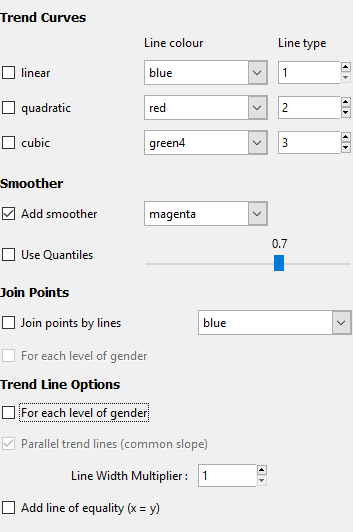 Trend Curves
Line colour Line type
linear blue 1
quadratic red 2
cubic green4 3
Smoother
Add smoother magenta
0.7
Use Quantiles
Join Points
Join points by lines blue
For each level of gender
Trend Line Options
For each level of gender
Parallel trend lines (common slope)
Line Width Multiplier : 1
Add line of equality (x = y)